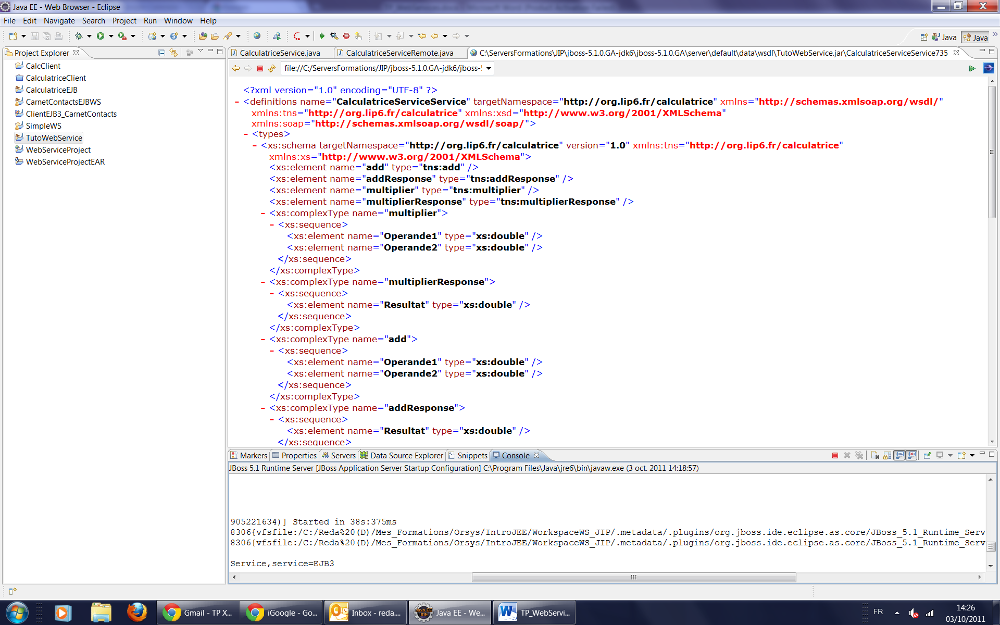 Java EE - Web Browser - Eclipse
File Edit Navigate Search Project Run Window Help
Java Java
Project Explorer
CalcClient
CalculatriceClient
CalculatriceEJB
CarnetContactsEJBWS
ClientEJB3_CarnetContacts
SimpleWS
TutoWebService
WebServiceProject
WebServiceProjectEAR
CalculatriceService.java CalculatriceServiceRemote.java C:\ServersFormations\JIP\jboss-5.1.0.GA-jdk6\jboss-5.1.0.GA\server\default\data\wsdl\TutoWebService.jar\CalculatriceServiceService735
file://C:/ServersFormations/JIP/jboss-5.1.0.GA-jdk6/jboss-
<?xml version="1.0" encoding="UTF-8" ?>
- <definitions name="CalculatriceServiceService" targetNamespace="http://org.lip6.fr/calculatrice" xmlns="http://schemas.xmlsoap.org/wsdl/"
xmlns:tns="http://org.lip6.fr/calculatrice" xmlns:xsd="http://www.w3.org/2001/XMLSchema"
xmlns:soap="http://schemas.xmlsoap.org/wsdl/soap/">
- <types>
- <xs:schema targetNamespace="http://org.lip6.fr/calculatrice" version="1.0" xmlns:tns="http://org.lip6.fr/calculatrice"
xmlns:xs="http://www.w3.org/2001/XMLSchema">
<xs:element name="add" type="tns:add" />
<xs:element name="addResponse" type="tns:addResponse" />
<xs:element name="multiplier" type="tns:multiplier" />
<xs:element name="multiplierResponse" type="tns:multiplierResponse" />
- <xs:complexType name="multiplier">
- <xs:sequence>
<xs:element name="Operande1" type="xs:double" />
<xs:element name="Operande2" type="xs:double" />
</xs:sequence>
</xs:complexType>
- <xs:complexType name="multiplierResponse">
- <xs:sequence>
<xs:element name="Resultat" type="xs:double" />
</xs:sequence>
</xs:complexType>
- <xs:complexType name="add">
- <xs:sequence>
<xs:element name="Operande1" type="xs:double" />
<xs:element name="Operande2" type="xs:double" />
</xs:sequence>
</xs:complexType>
- <xs:complexType name="addResponse">
- <xs:sequence>
<xs:element name="Resultat" type="xs:double" />
</xs:sequence>
Markers Properties Servers Data Source Explorer Snippets Console
JBoss 5.1 Runtime Server [JBoss Application Server Startup Configuration] C:\Program Files\Java\jre6\bin\javaw.exe (3 oct. 2011 14:18:57)
905221634)] Started in 38s:375ms
8306{vfsfile:/C:/Reda%20(D)/Mes_Formations/Orsys/IntroJEE/WorkspaceWS_JIP/.metadata/.plugins/org.jboss.ide.eclipse.as.core/JBoss_5.1_Runtime_Serv
8306{vfsfile:/C:/Reda%20(D)/Mes_Formations/Orsys/IntroJEE/WorkspaceWS_JIP/.metadata/.plugins/org.jboss.ide.eclipse.as.core/JBoss_5.1_Runtime_Serv
Service,service=EJB3
Gmail - TP X... iGoogle - Go... Inbox - reda.... Java EE - We... TP_WebServi... FR 14:26
03/10/2011